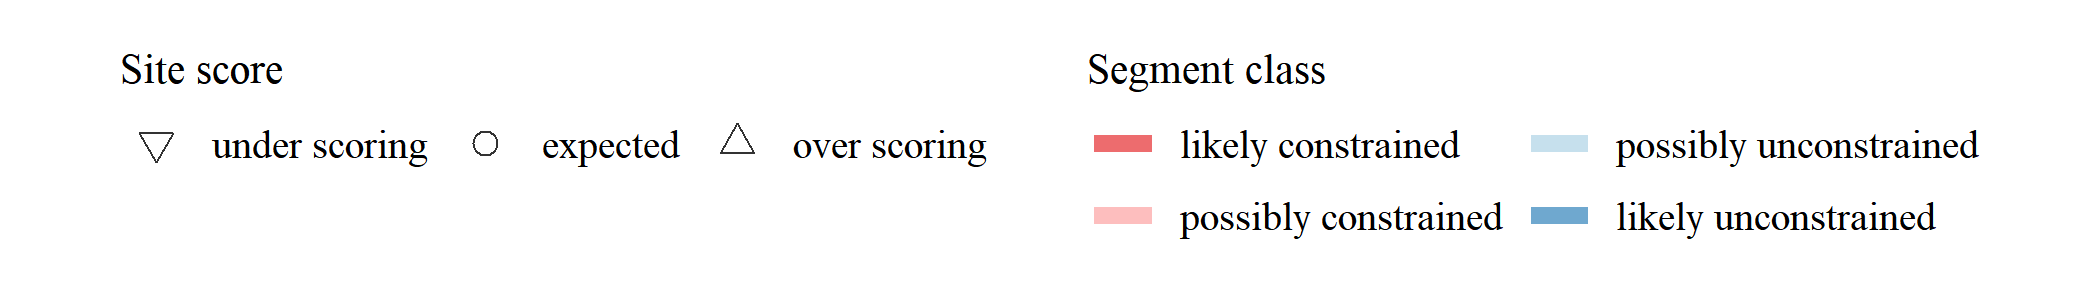 Site score
under scoring expected over scoring
Segment class
likely constrained possibly unconstrained
possibly constrained likely unconstrained